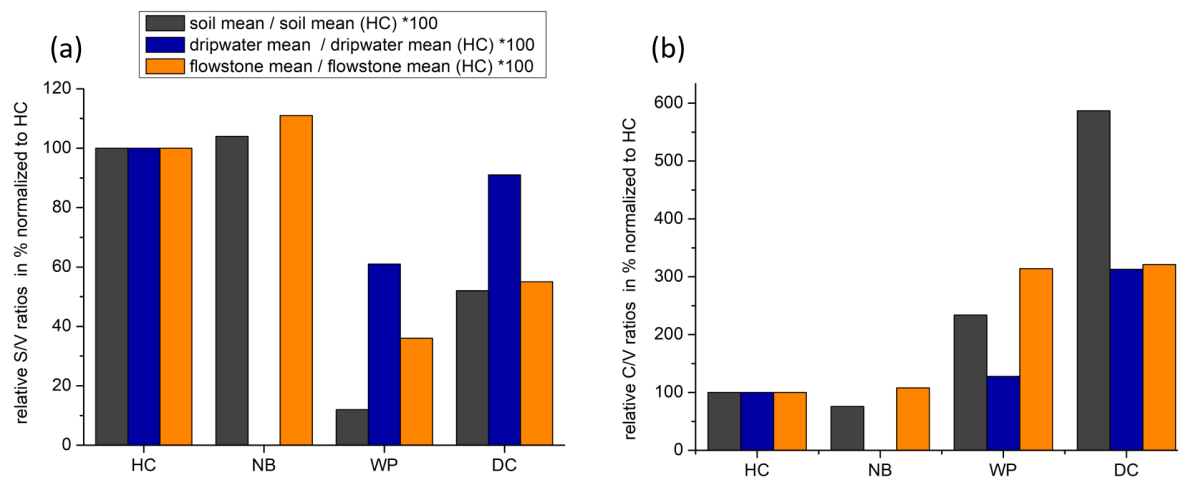 (a)
soil mean / soil mean (HC) *100
dripwater mean / dripwater mean (HC) *100
flowstone mean / flowstone mean (HC) *100
relative S/V ratios in % normalized to HC
120
100
80
60
40
20
0
HC NB WP DC
(b)
relative C/V ratios in % normalized to HC
600
500
400
300
200
100
0
HC NB WP DC